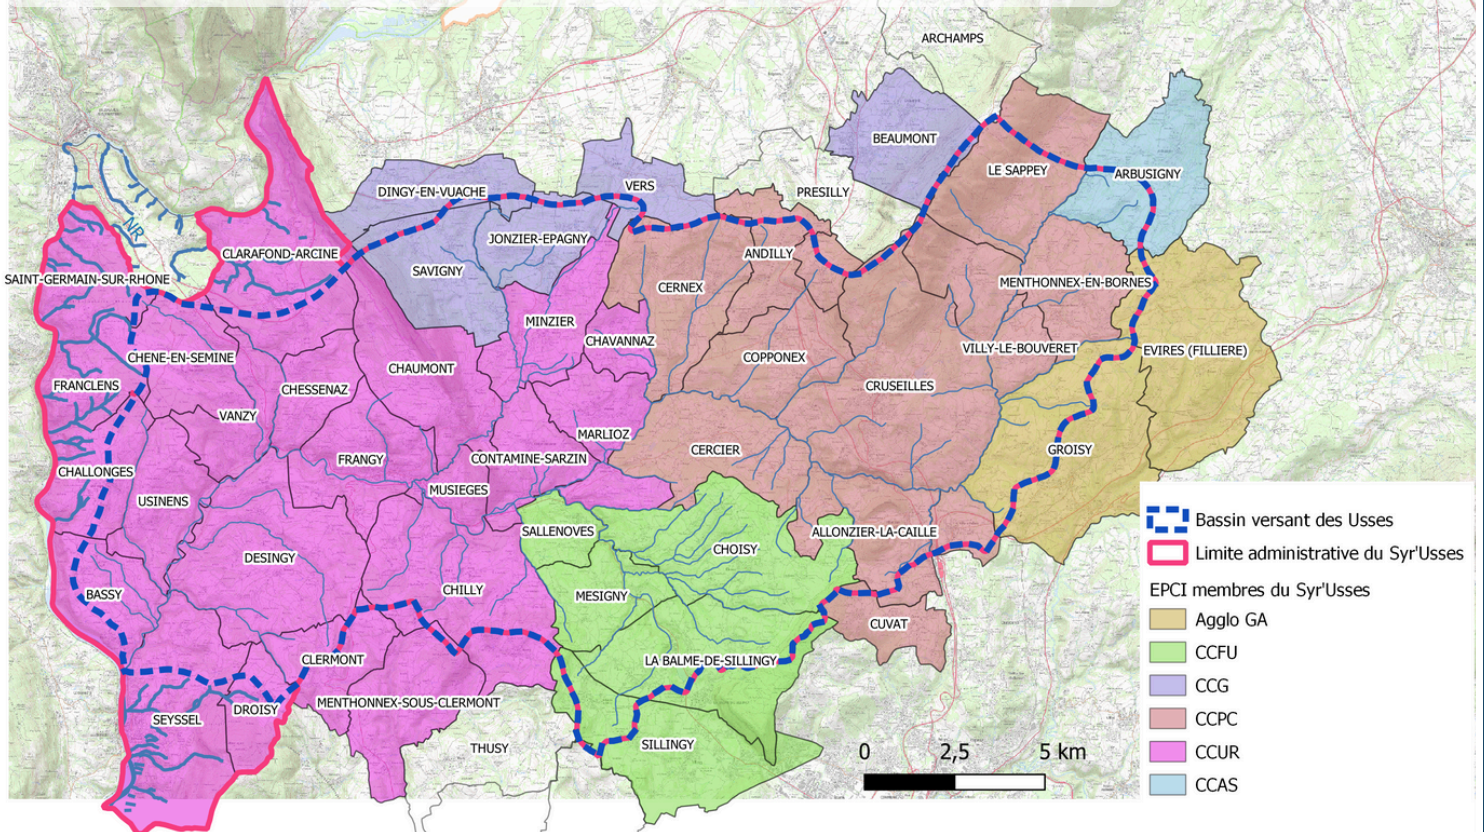 ARCHAMPS
BEAUMONT
LE SAPPEY
ARBUSIGNY
DINGY-EN-VUACHE
VERS
PRESILLY
NR
JONZIER-EPAGNY
CLARAFOND-ARCINE
ANDILLY
SAVIGNY
SAINT-GERMAIN-SUR-RHONE
CERNEX
MENTHONNEX-EN-BORNES
MINZIER
CHAVANNAZ
VILLY-LE-BOUVERET
EVIRES (FILLIERE)
CHENE-EN-SEMINE
COPPONEX
CHAUMONT
FRANCLENS
CHESSENAZ
CRUSEILLES
VANZY
MARLIOZ
CERCIER
GROISY
FRANGY
CONTAMINE-SARZIN
CHALLONGES
MUSIEGES
USINENS
SALLENOVES
ALLONZIER-LA-CAILLE
CHOISY
DESINGY
CHILLY
BASSY
MESIGNY
CUVAT
CLERMONT
LA BALME-DE-SILLINGY
MENTHONNEX-SOUS-CLERMONT
DROISY
SEYSSEL
THUSY
SILLINGY
0 2,5 5 km
Bassin versant des Usses
Limite administrative du Syr'Usses
EPCI membres du Syr'Usses
Agglo GA
CCFU
CCG
CCPC
CCUR
CCAS